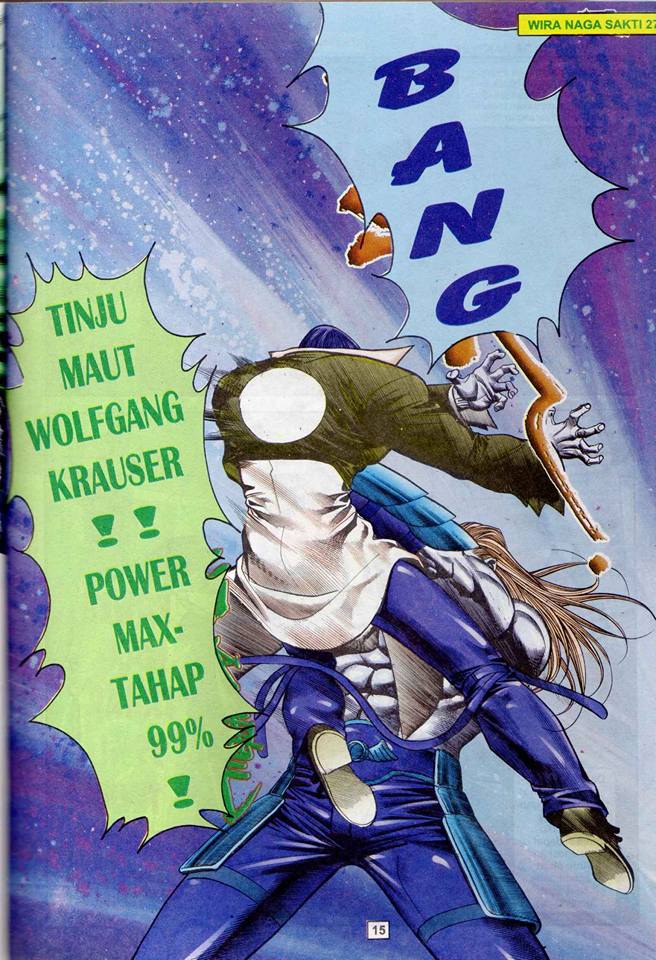 WIRA NAGA SAKTI 27
BANG
TINJU
MAUT
WOLFGANG
KRAUSER
!!
POWER
MAX-
TAHAP
99%
!
15